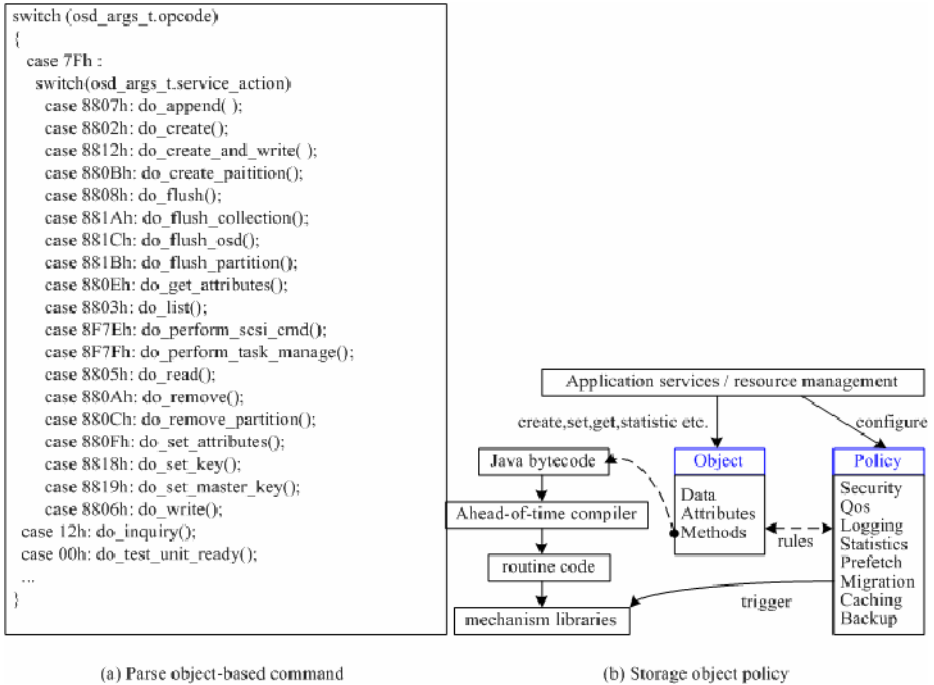 switch (osd_args_t.opcode)
{
case 7Fh :
switch(osd_args_t.service_action)
case 8807h: do_append( );
case 8802h: do_create();
case 8812h: do_create_and_write( );
case 880Bh: do_create_paitition();
case 8808h: do_flush();
case 881Ah: do_flush_collection();
case 881Ch: do_flush_osd();
case 881Bh: do_flush_partition();
case 880Eh: do_get_attributes();
case 8803h: do_list();
case 8F7Eh: do_perform_scsi_cmd();
case 8F7Fh: do_perform_task_manage();
case 8805h: do_read();
case 880Ah: do_remove();
case 880Ch: do_remove_partition();
case 880Fh: do_set_attributes();
case 8818h: do_set_key();
case 8819h: do_set_master_key();
case 8806h: do_write();
case 12h: do_inquiry();
case 00h: do_test_unit_ready();
...
}
(a) Parse object-based command
Application services / resource management
create,set,get,statistic etc.
configure
Java bytecode
Ahead-of-time compiler
routine code
mechanism libraries
Object
Data
Attributes
Methods
rules
trigger
Policy
Security
Qos
Logging
Statistics
Prefetch
Migration
Caching
Backup
(b) Storage object policy